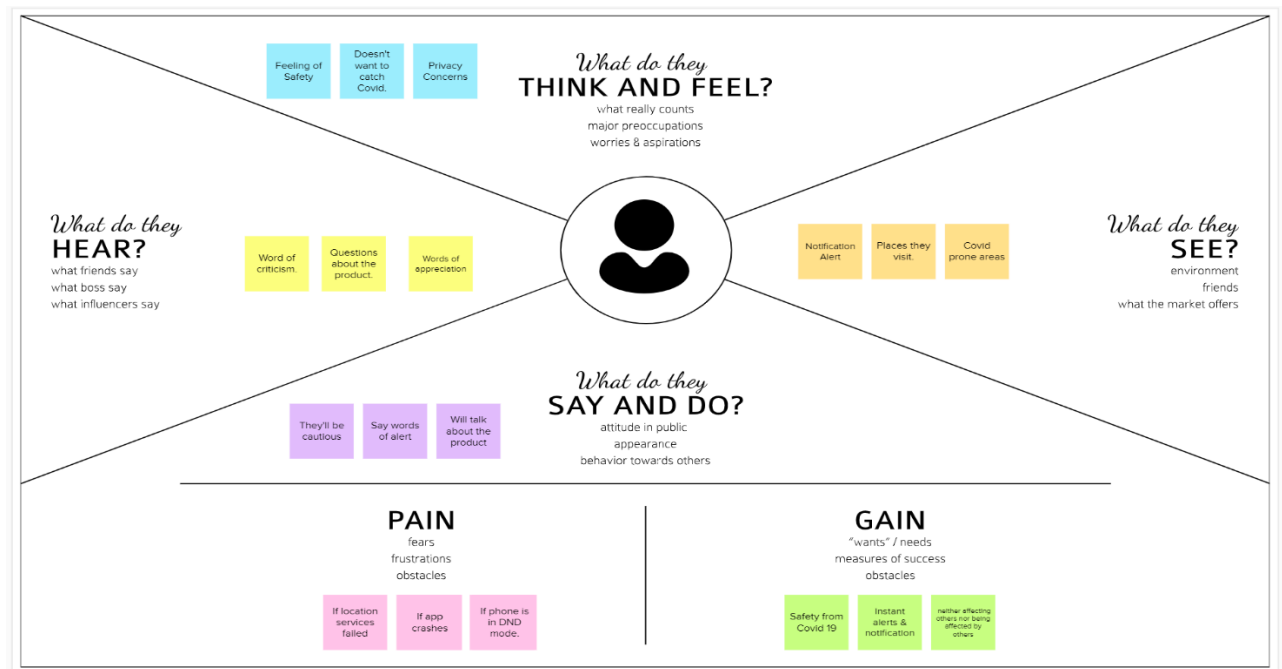 Feeling of
Safety
Doesn't
want to
catch
Covid.
Privacy
Concerns
What do they
THINK AND FEEL?
what really counts
major preoccupations
worries & aspirations
What do they
HEAR?
what friends say
what boss say
what influencers say
Word of
criticism.
Questions
about the
product.
Words of
appreciation
Notification
Alert
Places they
visit.
Covid
prone areas
What do they
SEE?
environment
friends
what the market offers
They'll be
cautious
Say words
of alert
Will talk
about the
product
What do they
SAY AND DO?
attitude in public
appearance
behavior towards others
PAIN
fears
frustrations
obstacles
If location
services
failed
If app
crashes
If phone is
in DND
mode.
GAIN
"wants" / needs
measures of success
obstacles
Safety from
Covid 19
Instant
alerts &
notification
neither affecting
others nor being
affected by
others